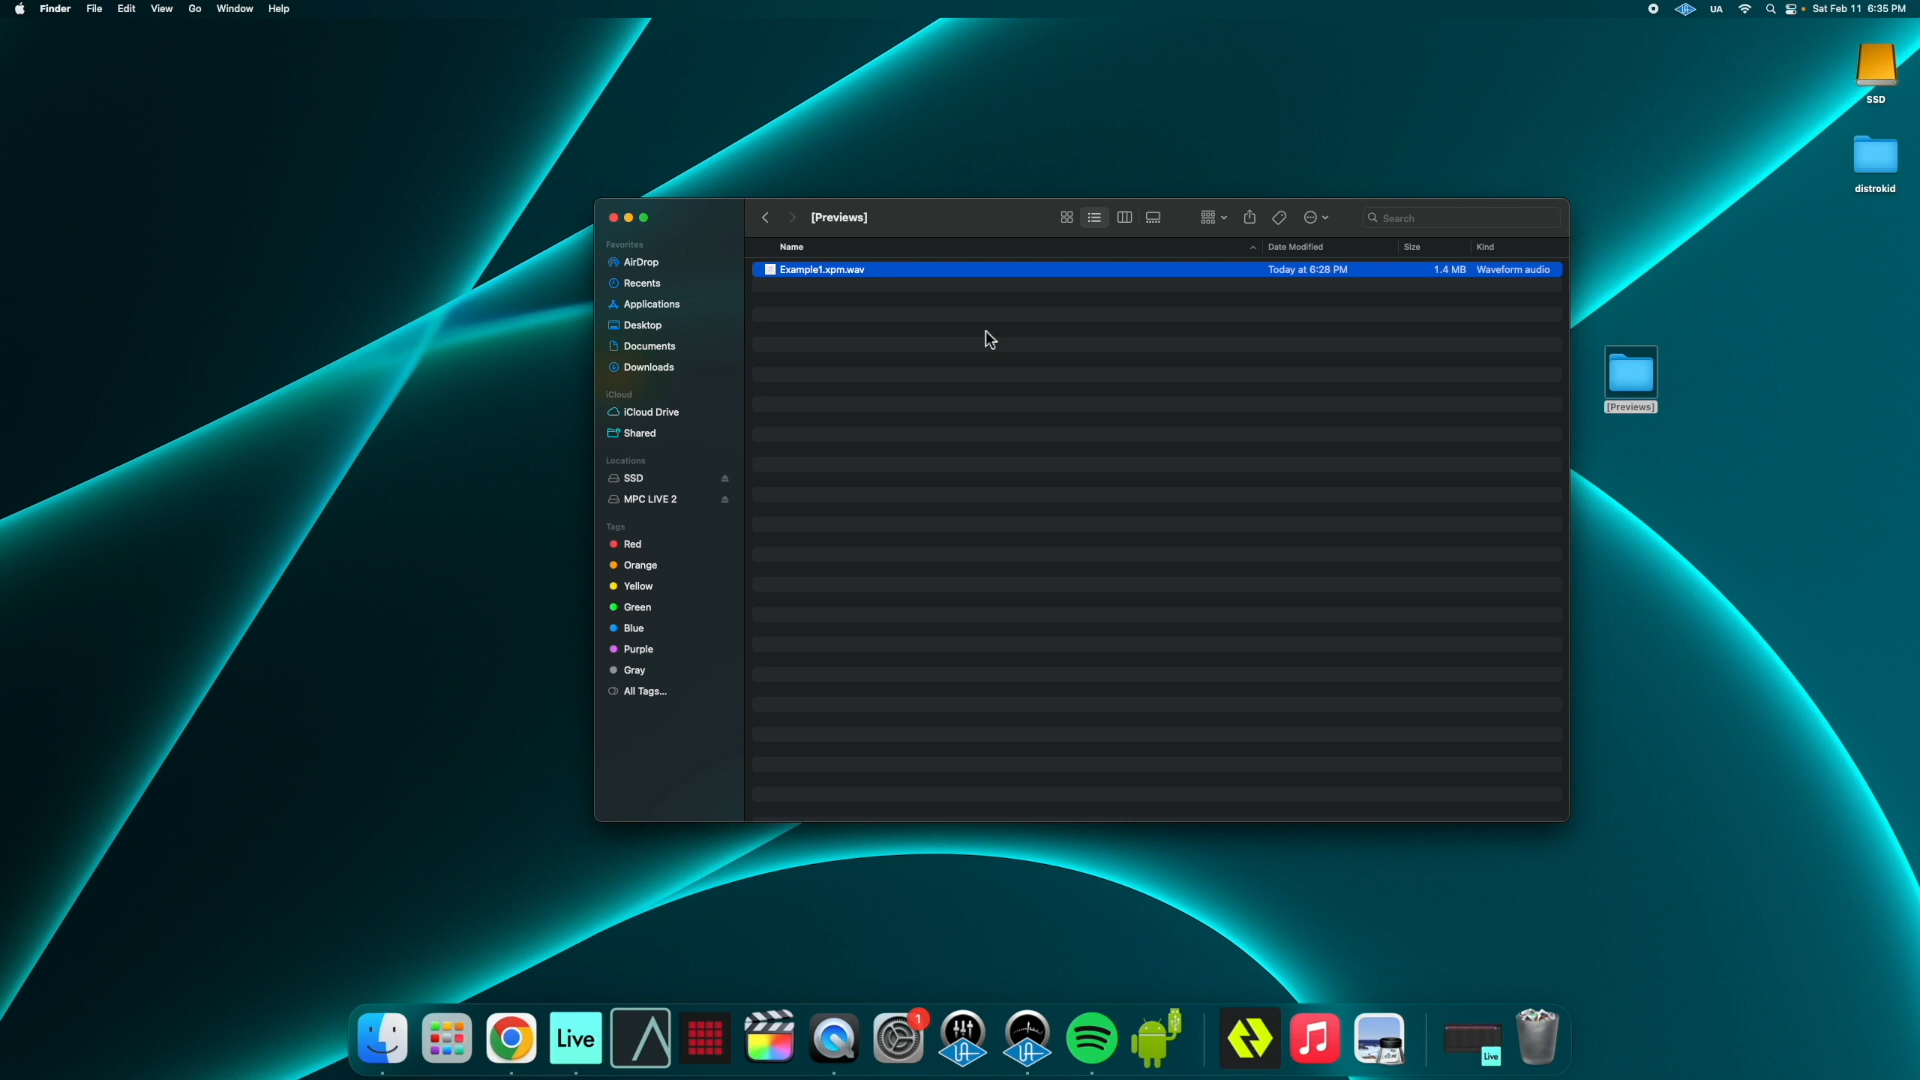 Finder File Edit View Go Window Help
UA Sat Feb 11 6:35 PM
SSD
distrokid
[Previews]
[Previews]
Search
Name Date Modified Size Kind
Example1.xpm.wav Today at 6:28 PM 1.4 MB Waveform audio
Favorites
AirDrop
Recents
Applications
Desktop
Documents
Downloads
iCloud
iCloud Drive
Shared
Locations
SSD
MPC LIVE 2
Tags
Red
Orange
Yellow
Green
Blue
Purple
Gray
All Tags...
Live
1
Live